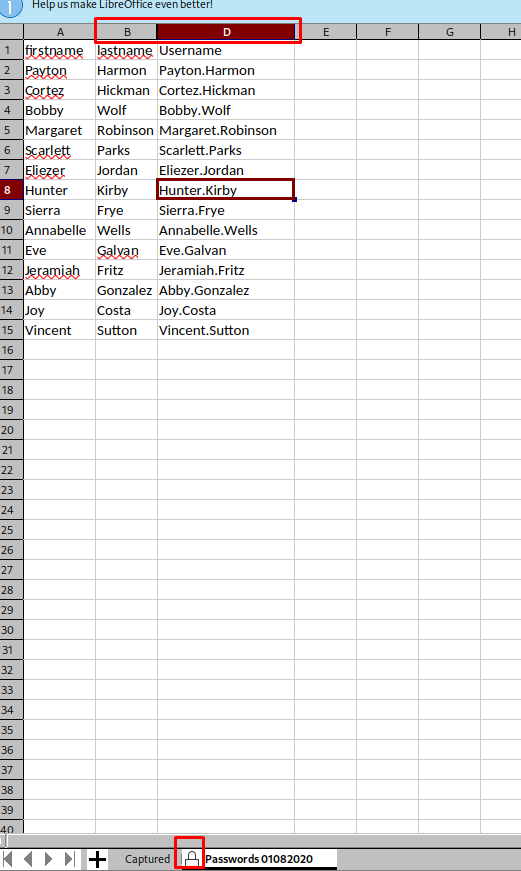 Help us make LibreOffice even better!
A B D E F G H
1 firstname lastname Username
2 Payton Harmon Payton.Harmon
3 Cortez Hickman Cortez.Hickman
4 Bobby Wolf Bobby.Wolf
5 Margaret Robinson Margaret.Robinson
6 Scarlett Parks Scarlett.Parks
7 Eliezer Jordan Eliezer.Jordan
8 Hunter Kirby Hunter.Kirby
9 Sierra Frye Sierra.Frye
10 Annabelle Wells Annabelle.Wells
11 Eve Galvan Eve.Galvan
12 Jeramiah Fritz Jeramiah.Fritz
13 Abby Gonzalez Abby.Gonzalez
14 Joy Costa Joy.Costa
15 Vincent Sutton Vincent.Sutton
16
17
18
19
20
21
22
23
24
25
26
27
28
29
30
31
32
33
34
35
36
37
38
39
40
Captured Passwords 01082020